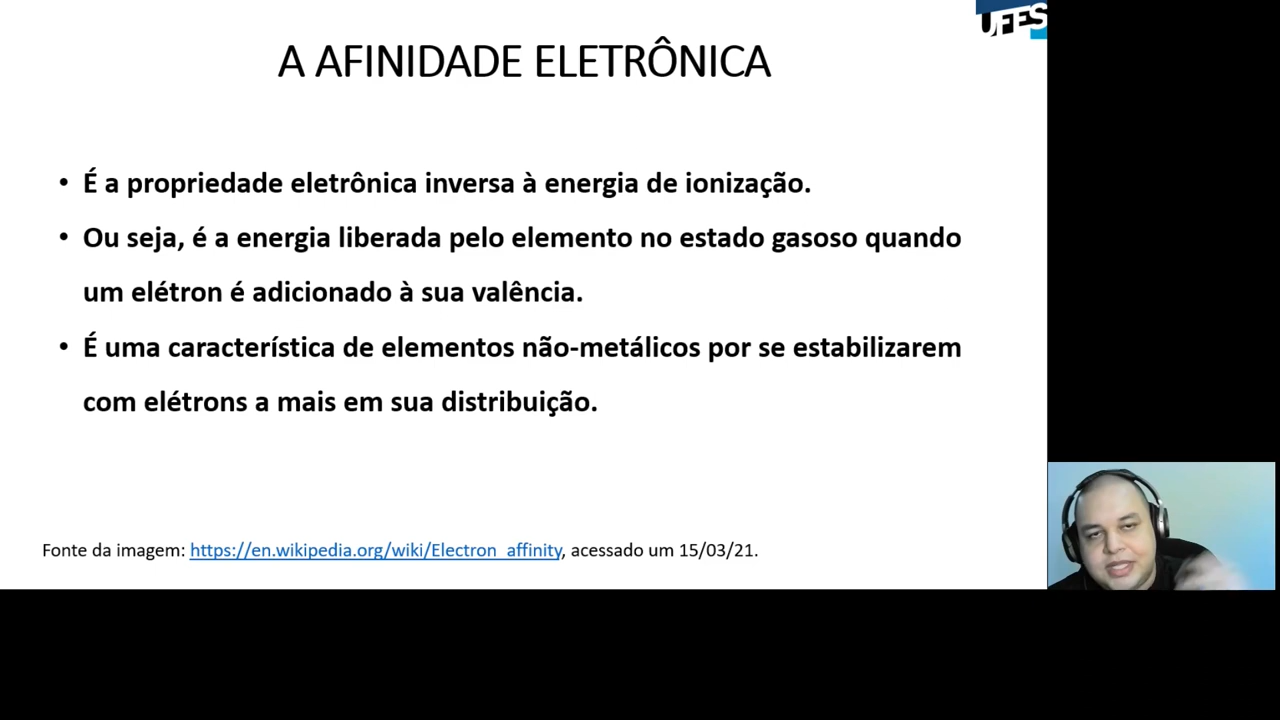 UFES
A AFINIDADE ELETRÔNICA
• É a propriedade eletrônica inversa à energia de ionização.
• Ou seja, é a energia liberada pelo elemento no estado gasoso quando
um elétron é adicionado à sua valência.
• É uma característica de elementos não-metálicos por se estabilizarem
com elétrons a mais em sua distribuição.
Fonte da imagem: https://en.wikipedia.org/wiki/Electron_affinity, acessado um 15/03/21.